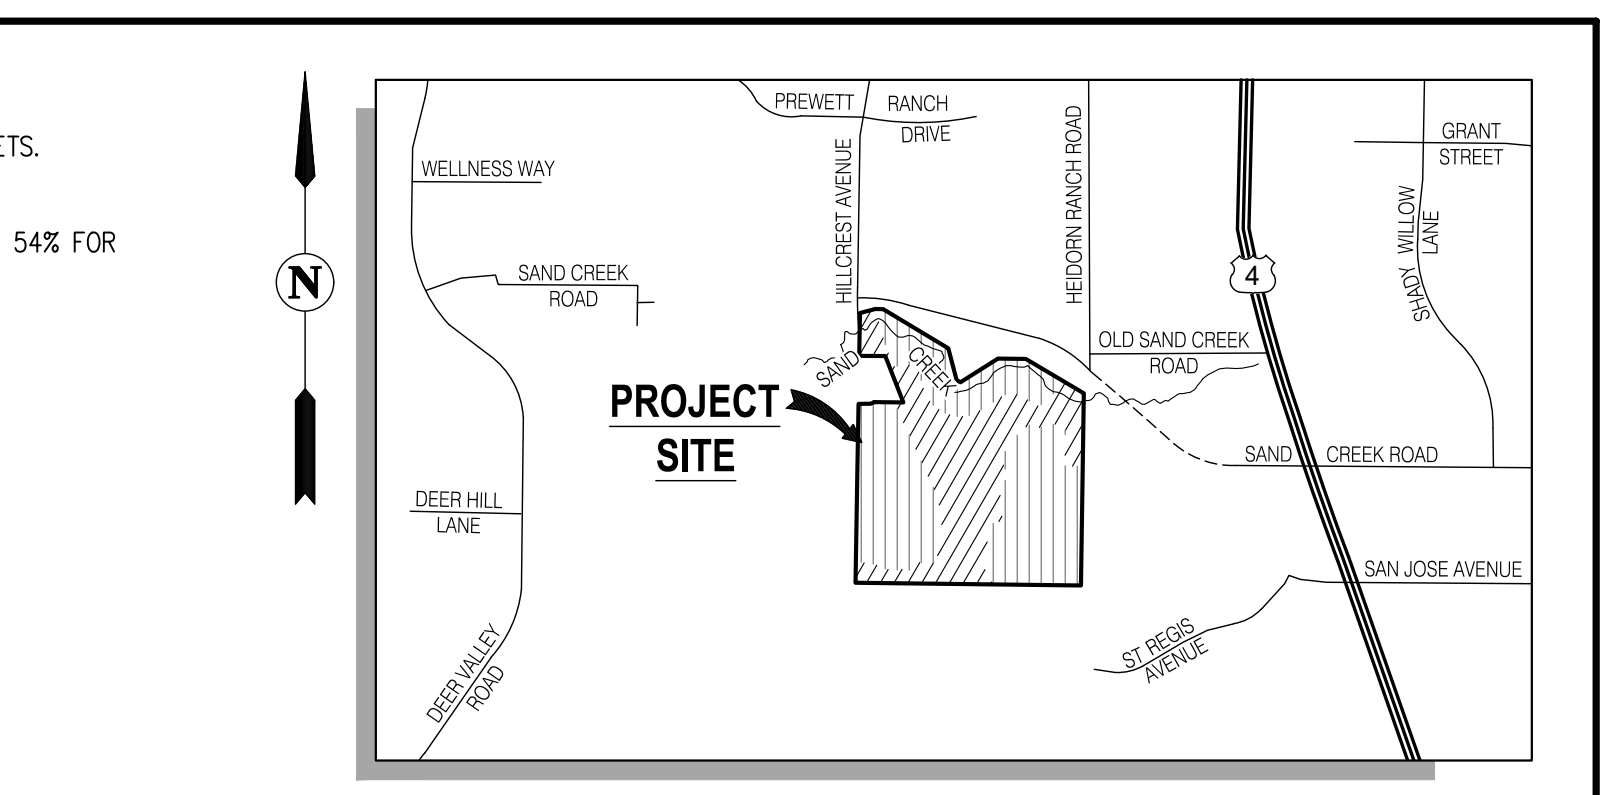 ETS.
54% FOR
N
PREWETT RANCH
DRIVE
HILLCREST AVENUE
HEIDORN RANCH ROAD
WELLNESS WAY
GRANT
STREET
SHADY WILLOW
LANE
SAND CREEK
ROAD
4
OLD SAND CREEK
ROAD
SAND CREEK
PROJECT
SITE
SAND CREEK ROAD
DEER HILL
LANE
SAN JOSE AVENUE
ST REGIS
AVENUE
DEER VALLEY
ROAD